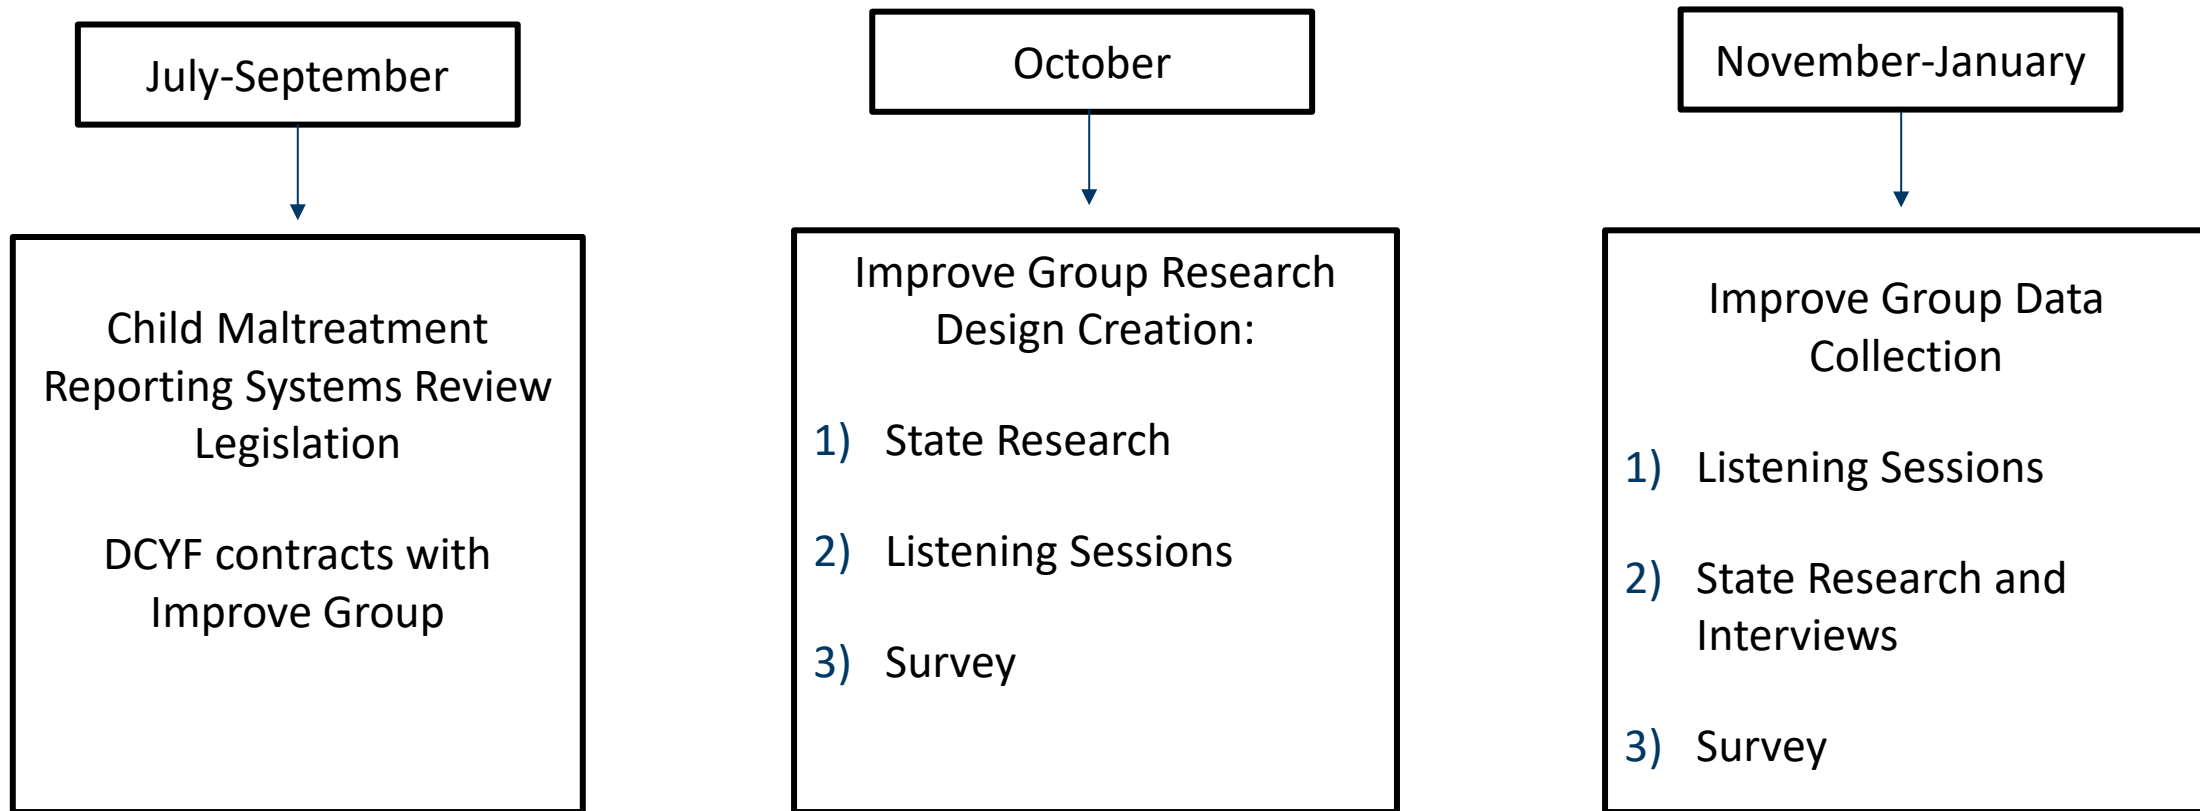 July-September
Child Maltreatment
Reporting Systems Review
Legislation
DCYF contracts with
Improve Group
October
Improve Group Research
Design Creation:
1) State Research
2) Listening Sessions
3) Survey
November-January
Improve Group Data
Collection
1) Listening Sessions
2) State Research and
Interviews
3) Survey